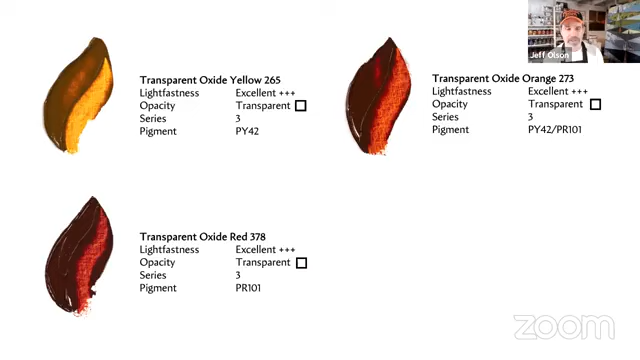 Jeff Olson
Transparent Oxide Yellow 265
Lightfastness Excellent +++
Opacity Transparent
Series 3
Pigment PY42
Transparent Oxide Orange 273
Lightfastness Excellent +++
Opacity Transparent
Series 3
Pigment PY42/PR101
Transparent Oxide Red 378
Lightfastness Excellent +++
Opacity Transparent
Series 3
Pigment PR101
zoom